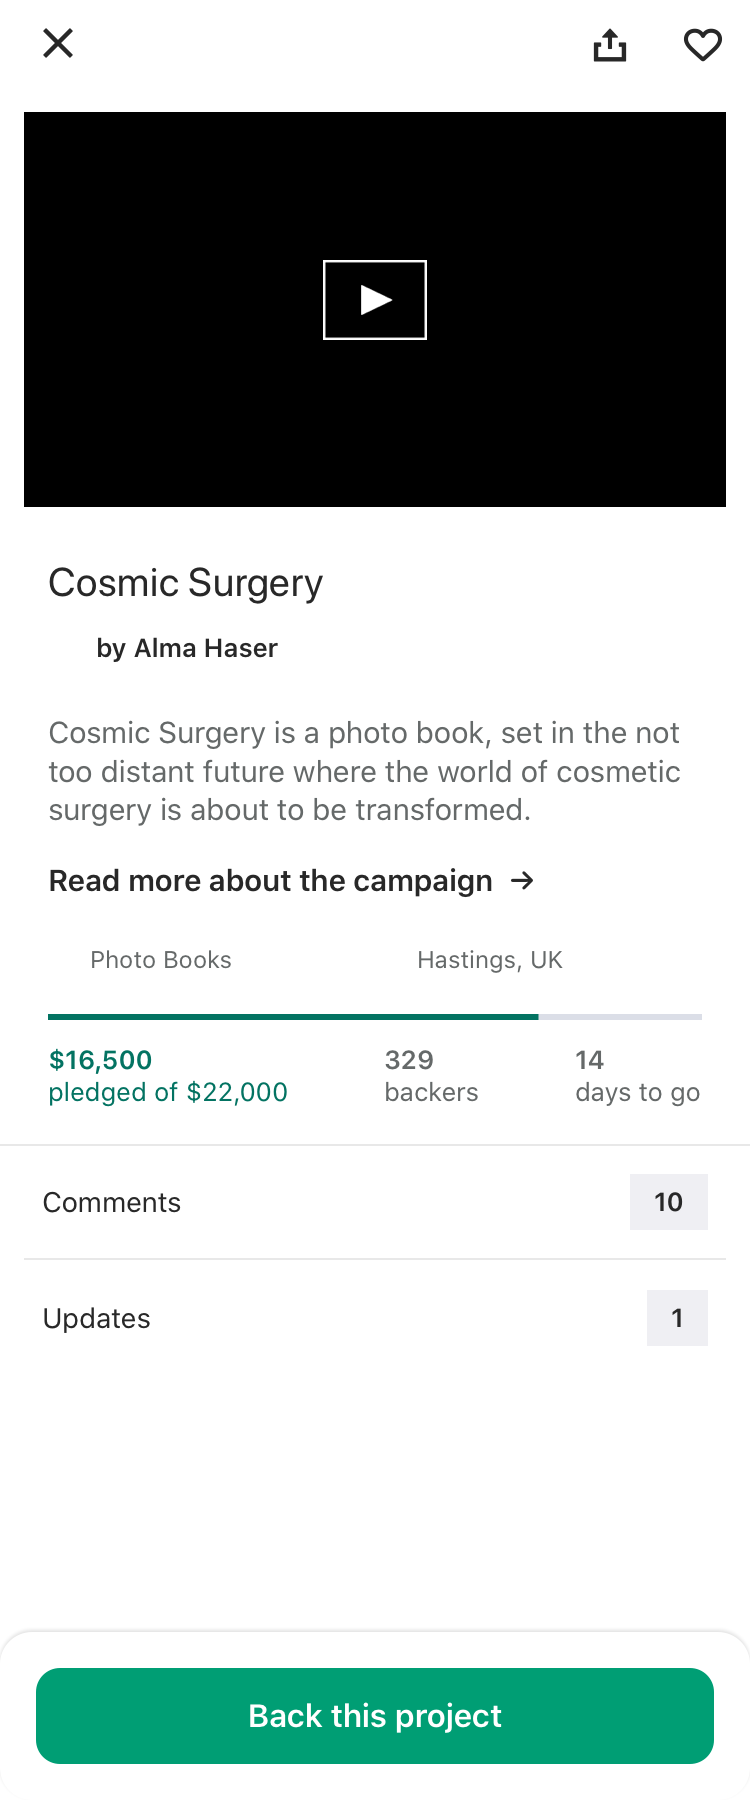 Cosmic Surgery
by Alma Haser
Cosmic Surgery is a photo book, set in the not
too distant future where the world of cosmetic
surgery is about to be transformed.
Read more about the campaign →
Photo Books
Hastings, UK
$16,500
pledged of $22,000
329
backers
14
days to go
Comments
10
Updates
1
Back this project